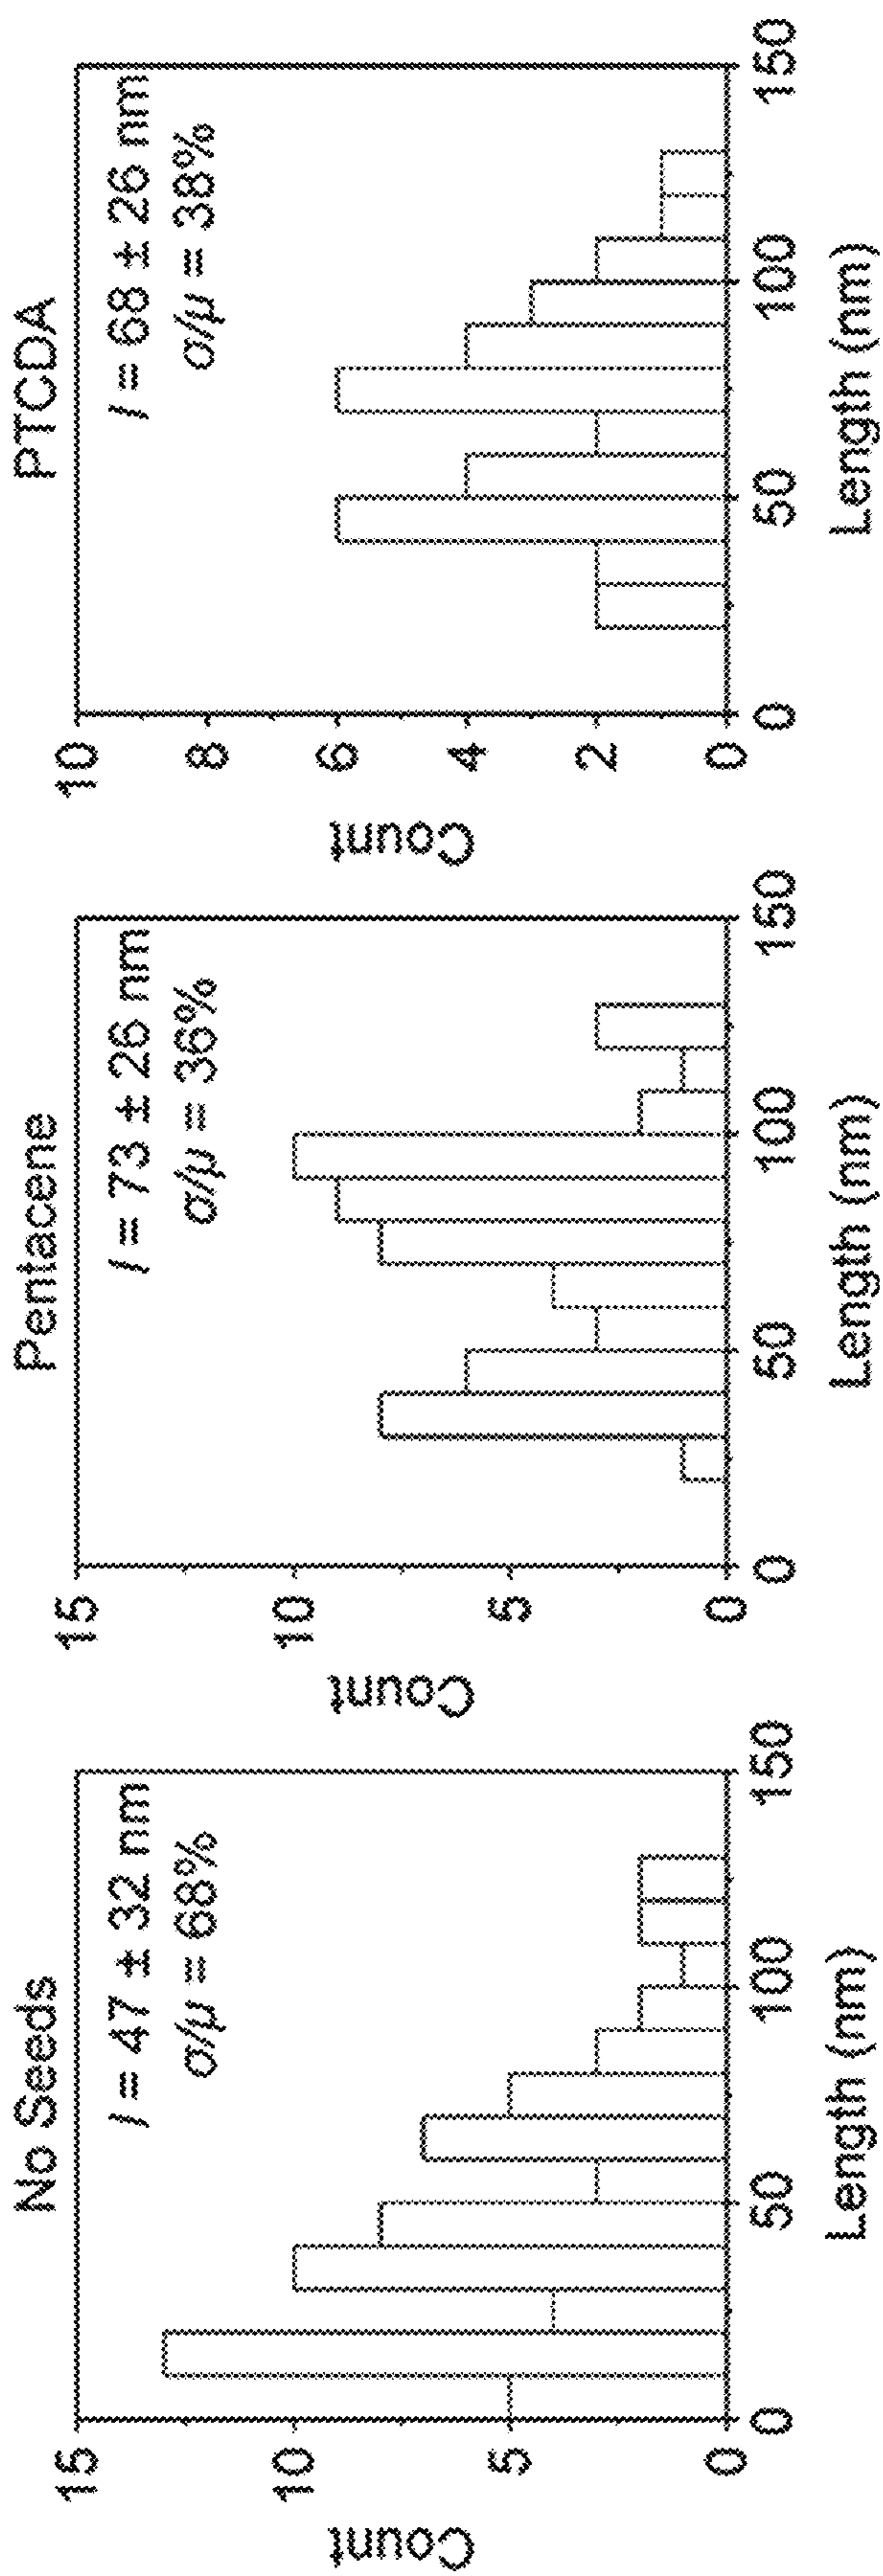 No Seeds
l = 47 ± 32 nm
σ/μ = 68%
15
10
5
0
Count
0
50
100
150
Length (nm)
Pentacene
l = 73 ± 26 nm
σ/μ = 36%
15
10
5
0
Count
0
50
100
150
Length (nm)
PTCDA
l = 68 ± 26 nm
σ/μ = 38%
10
8
6
4
2
0
Count
0
50
100
150
Length (nm)